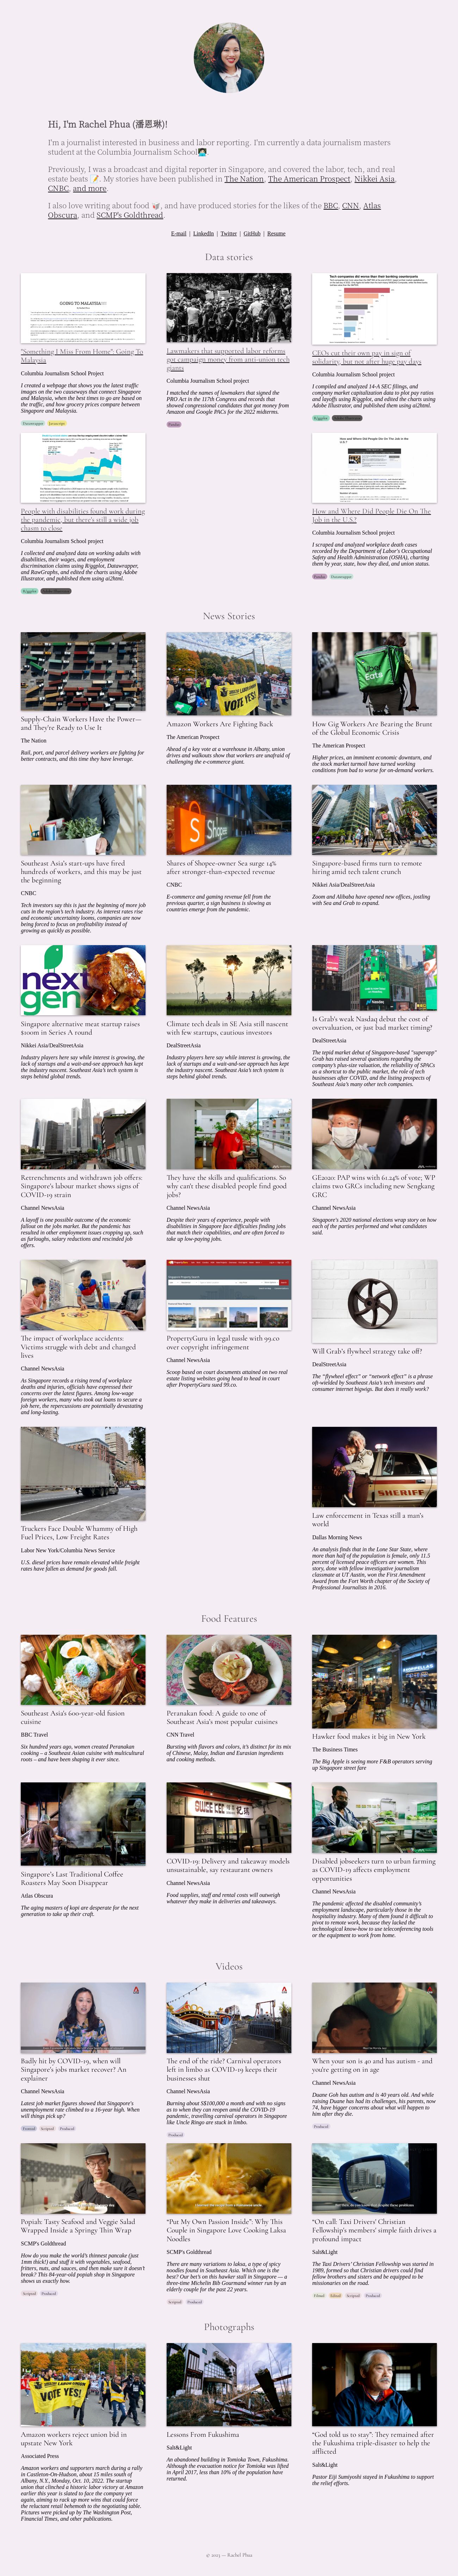 Hi, I'm Rachel Phua (潘恩琳)!
I'm a journalist interested in business and labor reporting. I'm currently a data journalism masters
student at the Columbia Journalism School👩🏻‍💻
Previously, I was a broadcast and digital reporter in Singapore, and covered the labor, tech, and real
estate beats 📝. My stories have been published in The Nation, The American Prospect, Nikkei Asia,
CNBC, and more.
I also love writing about food 🥡, and have produced stories for the likes of the BBC, CNN, Atlas
Obscura, and SCMP's Goldthread.
E-mail | LinkedIn | Twitter | GitHub | Resume
Data stories
GOING TO MALAYSIA
"Something I Miss From Home": Going To
Malaysia
Columbia Journalism School Project
I created a webpage that shows you the latest traffic
images on the two causeways that connect Singapore
and Malaysia, where the best times to go are based on
the traffic, and how grocery prices compare between
Singapore and Malaysia.
Datawrapper Javascript
Lawmakers that supported labor reforms
got campaign money from anti-union tech
giants
Columbia Journalism School project
I matched the names of lawmakers that signed the
PRO Act in the 117th Congress and records that
showed congressional candidates who got money from
Amazon and Google PACs for the 2022 midterms.
Pandas
Tech companies did worse than their banking counterparts
CEOs cut their own pay in sign of
solidarity, but not after huge pay days
Columbia Journalism School project
I compiled and analyzed 14-A SEC filings, and
company market capitalization data to plot pay ratios
and layoffs using Rigglot, and edited the charts using
Adobe Illustrator, and published them using ai2html.
People with disabilities found work during
the pandemic, but there's still a wide job
chasm to close
Columbia Journalism School project
I collected and analyzed data on working adults with
disabilities, their wages, and employment
discrimination claims using R/ggplot, Datawrapper,
and RawGraphs, and edited the charts using Adobe
Illustrator, and published them using ai2html.
How and Where Did People Die On The
Job in the U.S.?
Columbia Journalism School project
I scraped and analyzed workplace death cases
recorded by the Department of Labor's Occupational
Safety and Health Administrations (OSHA), charting
them by year, state, how they died, and union status.
Pandas Datawrapper
News Stories
Supply-Chain Workers Have the Power—
and They're Ready to Use It
The Nation
Rail, port, and parcel delivery workers are fighting for
better contracts, and this time they have leverage.
VOTE YES!
Amazon Workers Are Fighting Back
The American Prospect
Ahead of a key vote at a warehouse in Albany, union
drives and walkouts show that workers are unafraid of
challenging the e-commerce giant.
Uber
Eats
How Gig Workers Are Bearing the Brunt
of the Global Economic Crisis
The American Prospect
Higher prices, an imminent economic downturn, and
the stock market turmoil have turned working
conditions from bad to worse for on-demand workers.
Southeast Asia's start-ups have fired
hundreds of workers, and this may be just
the beginning
CNBC
Tech investors say this is just the beginning of more job
cuts in the region's tech industry. As interest rates rise
and economic uncertainty looms, companies are now
being forced to focus on profitability instead of
growing as quickly as possible.
Shares of Shopee-owner Sea surge 14%
after stronger-than-expected revenue
CNBC
E-commerce and gaming revenue fell from the
previous quarter, a sign business is slowing as
countries emerge from the pandemic.
Singapore-based firms turn to remote
hiring amid tech talent crunch
Nikkei Asia/DealStreetAsia
Zoom and Alibaba have opened new offices, jostling
with Sea and Grab to expand.
next
gen
Singapore alternative meat startup raises
$100m in Series A round
Nikkei Asia/DealStreetAsia
Industry players here say while interest is growing, the
lack of startups and a wait-and-see approach has kept
the industry nascent. Southeast Asia's tech system is
steps behind global trends.
Climate tech deals in SE Asia still nascent
with few startups, cautious investors
DealStreetAsia
Industry players here say while interest is growing, the
lack of startups and a wait-and-see approach has kept
the industry nascent. Southeast Asia's tech system is
steps behind global trends.
Is Grab's weak Nasdaq debut the cost of
overvaluation, or just bad market timing?
DealStreetAsia
The tepid market debut of Singapore-based "superapp"
Grab has raised several questions regarding the
company's plus-size valuation, the reliability of SPACs
as a shortcut to the public market, the role of tech
businesses after COVID, and the listing prospects of
Southeast Asia's many other tech companies.
Retrenchments and withdrawn job offers:
Singapore's labour market shows signs of
COVID-19 strain
Channel NewsAsia
A layoff is one possible outcome of the economic
fallout on the job market. But the pandemic has
resulted in other employment issues cropping up, such
as furloughs, salary reductions and rescinded job
offers.
They have the skills and qualifications. So
why can't these disabled people find good
jobs?
Channel NewsAsia
Despite their years of experience, people with
disabilities in Singapore face difficulties finding jobs
that match their capabilities, and are often forced to
take up low-paying jobs.
GE2020: PAP wins with 61.24% of vote; WP
claims two GRCs including new Sengkang
GRC
Channel NewsAsia
Singapore's 2020 national elections wrap story on how
each of the parties performed and what candidates
said.
The impact of workplace accidents:
Victims struggle with debt and changed
lives
Channel NewsAsia
As Singapore records a rising trend of workplace
deaths and injuries, officials have expressed their
concerns over the latest figures. Among low-wage
foreign workers, many who took out loans to secure a
job here, the repercussions are potentially devastating
and long-lasting.
PropertyGuru in legal tussle with 99.co
over copyright infringement
Channel NewsAsia
Scoop based on court documents attained on two real
estate listing websites going head to head in court
after PropertyGuru sued 99.co.
Will Grab's flywheel strategy take off?
DealStreetAsia
The "flywheel effect" or "network effect" is a phrase
oft-wielded by Southeast Asia's tech investors and
consumer internet bigwigs. But does it really work?
Truckers Face Double Whammy of High
Fuel Prices, Low Freight Rates
Labor New York/Columbia News Service
U.S. diesel prices have remain elevated while freight
rates have fallen as demand for goods fall.
SHERIFF
Law enforcement in Texas still a man's
world
Dallas Morning News
An analysis finds that in the Lone Star State, where
more than half of the population is female, only 11.5
percent of licensed peace officers are women. This
story, done with fellow investigative journalism
classmate at UT Austin, won the First Amendment
Award from the Fort Worth chapter of the Society of
Professional Journalists in 2016.
Food Features
Southeast Asia's 600-year-old fusion
cuisine
BBC Travel
Six hundred years ago, women created Peranakan
cooking – a Southeast Asian cuisine with multicultural
roots – and have been shaping it ever since.
Peranakan food: A guide to one of
Southeast Asia's most popular cuisines
CNN Travel
Bursting with flavors and colors, it's distinct for its mix
of Chinese, Malay, Indian and Eurasian ingredients
and cooking methods.
Hawker food makes it big in New York
The Business Times
The Big Apple is seeing more F&B operators serving
up Singapore street fare
Singapore's Last Traditional Coffee
Roasters May Soon Disappear
Atlas Obscura
The aging masters of kopi are desperate for the next
generation to take up their craft.
COVID-19: Delivery and takeaway models
unsustainable, say restaurant owners
Channel NewsAsia
Food supplies, staff and rental costs will outweigh
whatever they make in deliveries and takeaways.
Disabled jobseekers turn to urban farming
as COVID-19 affects employment
opportunities
Channel NewsAsia
The pandemic affected the disabled community's
employment landscape, particularly those in the
hospitality industry. Many of them found it difficult to
pivot to remote work, because they lacked the
technological know-how to use teleconferencing tools
or the equipment to work from home.
Videos
Badly hit by COVID-19, when will
Singapore's jobs market recover? An
explainer
Channel NewsAsia
Latest job market figures showed that Singapore's
unemployment rate climbed to a 16-year high. When
will things pick up?
Scripted Produced
The end of the ride? Carnival operators
left in limbo as COVID-19 keeps their
businesses shut
Channel NewsAsia
Burning about S$100,000 a month and with no signs
as to when they can reopen amid the COVID-19
pandemic, travelling carnival operators in Singapore
like Uncle Ringo are stuck in limbo.
Produced
When your son is 40 and has autism - and
you're getting on in age
Channel NewsAsia
Duane Goh has autism and is 40 years old. And while
raising Duane has had its challenges, his parents, now
74, have bigger concerns about what will happen to
him after they die.
Produced
Popiah: Tasty Seafood and Veggie Salad
Wrapped Inside a Springy Thin Wrap
SCMP's Goldthread
How do you make the world's thinnest pancake (just
1mm thick) and stuff it with vegetables, seafood,
fritters, nuts, and sauces, and then make sure it doesn't
break? This 84-year-old popiah shop in Singapore
shows us exactly how.
Scripted Produced
"Put My Own Passion Inside": Why This
Couple in Singapore Love Cooking Laksa
Noodles
SCMP's Goldthread
There are many variations to laksa, a type of spicy
noodles found in Southeast Asia. Which one is the
best? Our bet's on this hawker stall in Singapore — a
three-time Michelin Bib Gourmand winner run by an
elderly couple for the past 22 years.
Scripted Produced
"On call: Taxi Drivers' Christian
Fellowship's members' simple faith drives a
profound impact
Salt&Light
The Taxi Drivers' Christian Fellowship was started in
1989, formed so that Christian drivers could find
fellow brothers and sisters and be equipped to be
missionaries on the road.
Filmed Edited Scripted Produced
Photographs
VOTE YES!
Amazon workers reject union bid in
upstate New York
Associated Press
Amazon workers and supporters march during a rally
in Castleton-On-Hudson, about 15 miles south of
Albany, N.Y., Monday, Oct. 10, 2022. The startup
union that clinched a historic labor victory at Amazon
earlier this year is slated to face the company yet
again, aiming to rack up more wins that could force
the reluctant retail behemoth to the negotiating table.
Pictures were picked up by The Washington Post,
Financial Times, and other publications.
Lessons From Fukushima
Salt&Light
An abandoned building in Tomioka Town, Fukushima.
Although the evacuation notice for Tomioka was lifted
in April 2017, less than 10% of the population have
returned.
"God told us to stay": They remained after
the Fukushima triple-disaster to help the
afflicted
Salt&Light
Pastor Eiji Sumiyoshi stayed in Fukushima to support
the relief efforts.
© 2023 — Rachel Phua